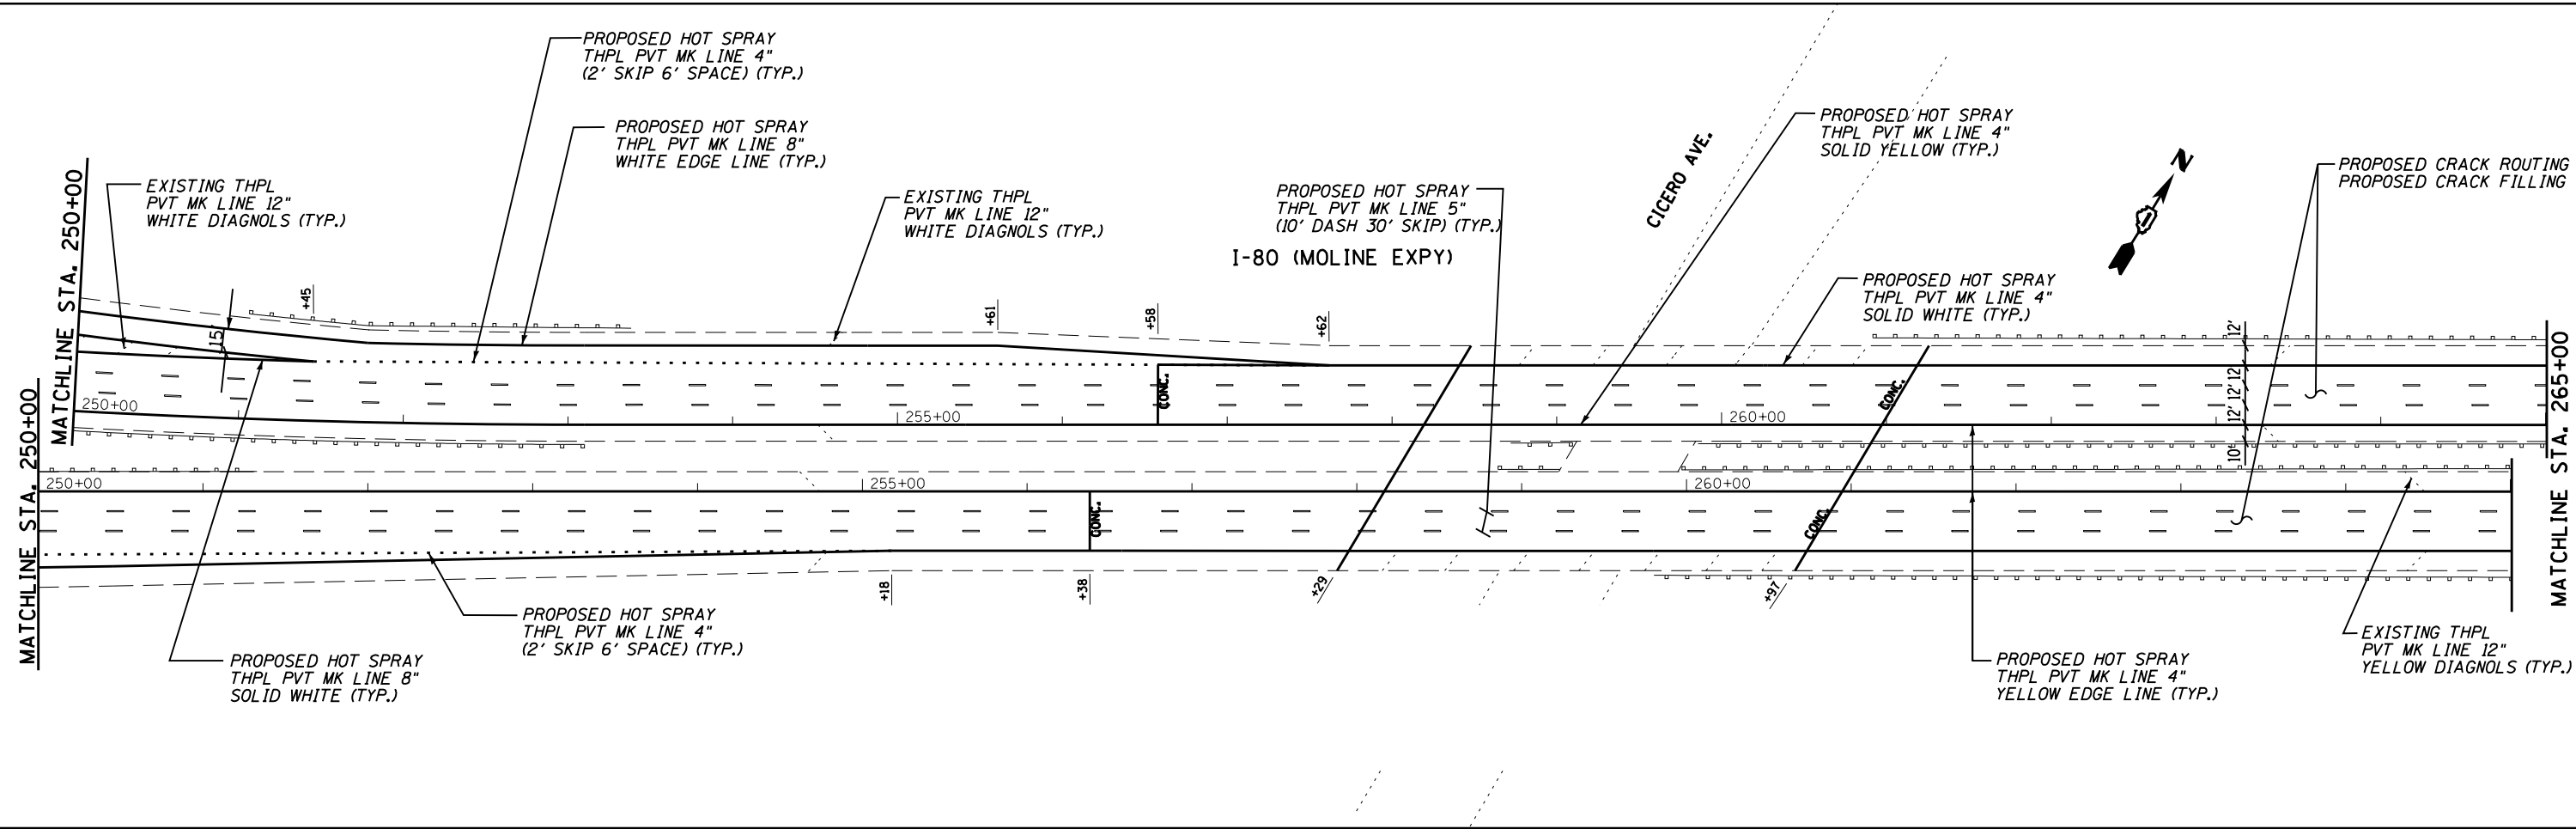 PROPOSED HOT SPRAY
THPL PVT MK LINE 4"
(2' SKIP 6' SPACE) (TYP.)
PROPOSED HOT SPRAY
THPL PVT MK LINE 8"
WHITE EDGE LINE (TYP.)
EXISTING THPL
PVT MK LINE 12"
WHITE DIAGNOLS (TYP.)
EXISTING THPL
PVT MK LINE 12"
WHITE DIAGNOLS (TYP.)
PROPOSED HOT SPRAY
THPL PVT MK LINE 5"
(10' DASH 30' SKIP) (TYP.)
I-80 (MOLINE EXPY)
CICERO AVE.
PROPOSED HOT SPRAY
THPL PVT MK LINE 4"
SOLID YELLOW (TYP.)
PROPOSED HOT SPRAY
THPL PVT MK LINE 4"
SOLID WHITE (TYP.)
N
PROPOSED CRACK ROUTING
PROPOSED CRACK FILLING
MATCHLINE STA. 250+00
MATCHLINE STA. 250+00
15'
+45
+61
+58
+62
CONC.
CONC.
12'
12'
12'
12'
10'
250+00
255+00
260+00
250+00
255+00
260+00
CONC.
CONC.
+18
+38
+29
+97
MATCHLINE STA. 265+00
PROPOSED HOT SPRAY
THPL PVT MK LINE 4"
(2' SKIP 6' SPACE) (TYP.)
PROPOSED HOT SPRAY
THPL PVT MK LINE 8"
SOLID WHITE (TYP.)
PROPOSED HOT SPRAY
THPL PVT MK LINE 4"
YELLOW EDGE LINE (TYP.)
EXISTING THPL
PVT MK LINE 12"
YELLOW DIAGNOLS (TYP.)